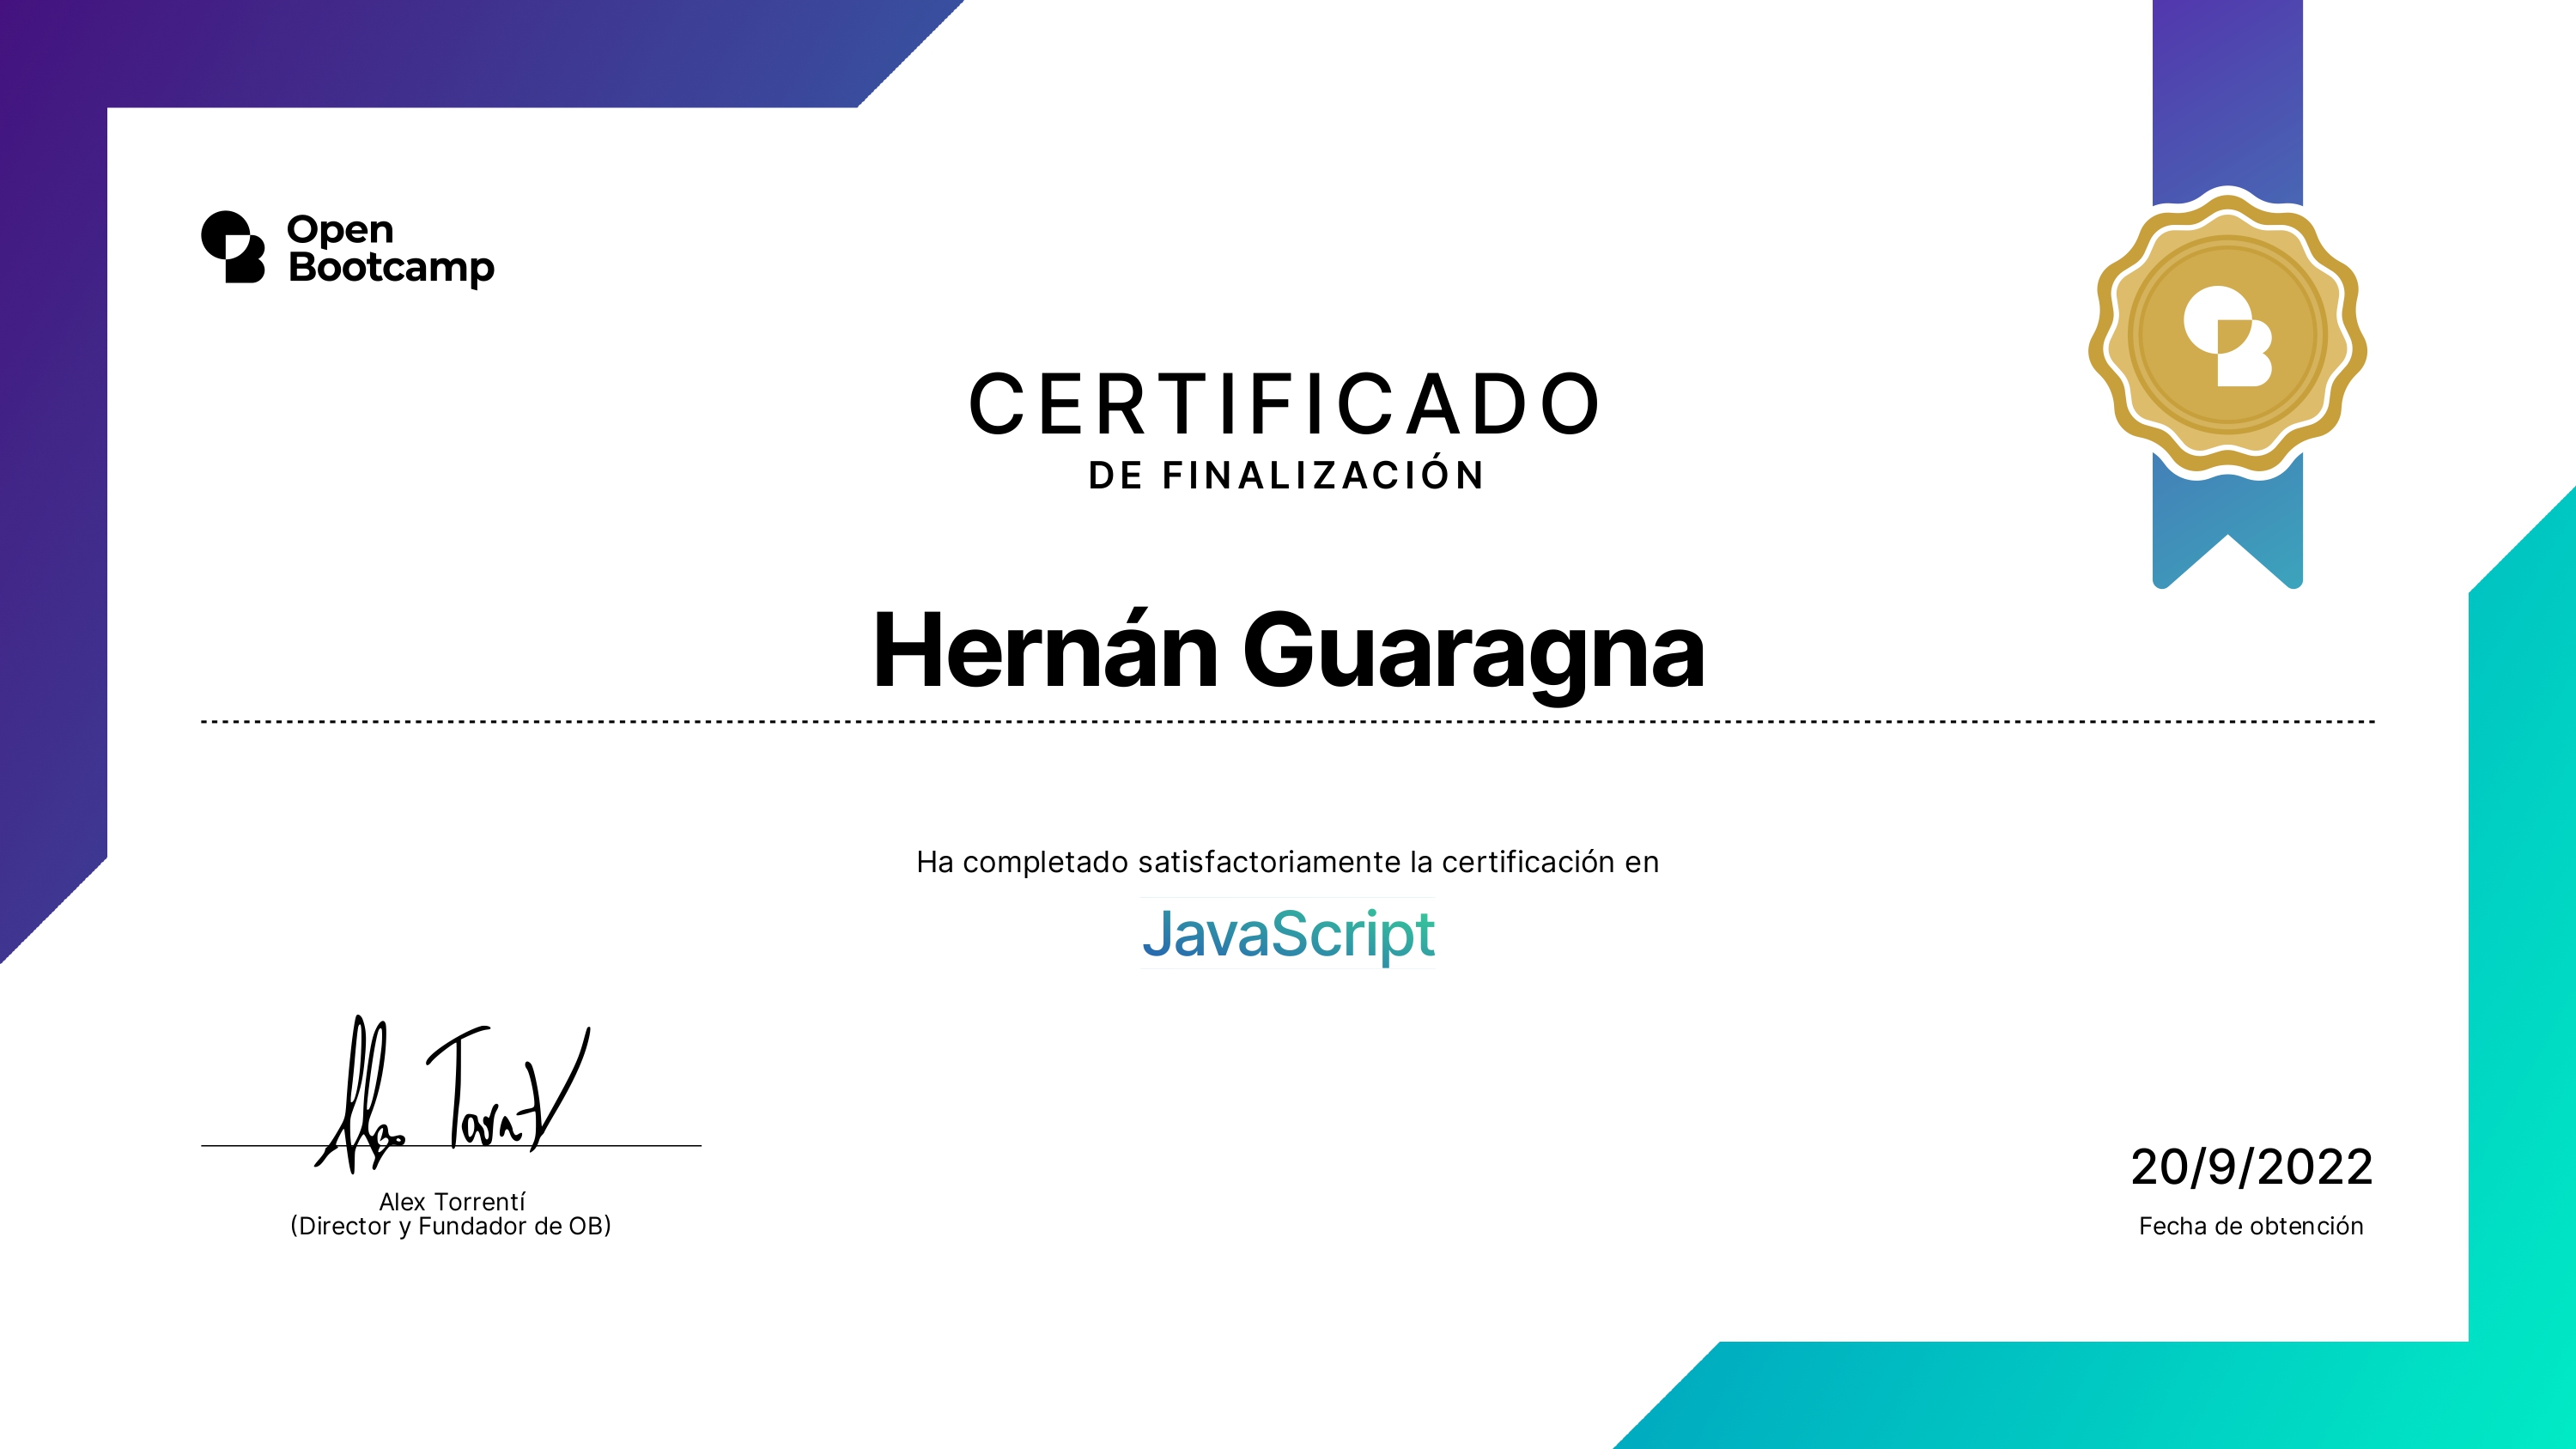 Open
Bootcamp
CERTIFICADO
DE FINALIZACIÓN
Hernán Guaragna
Ha completado satisfactoriamente la certificación en
JavaScript
Alex Torrentí
(Director y Fundador de OB)
20/9/2022
Fecha de obtención